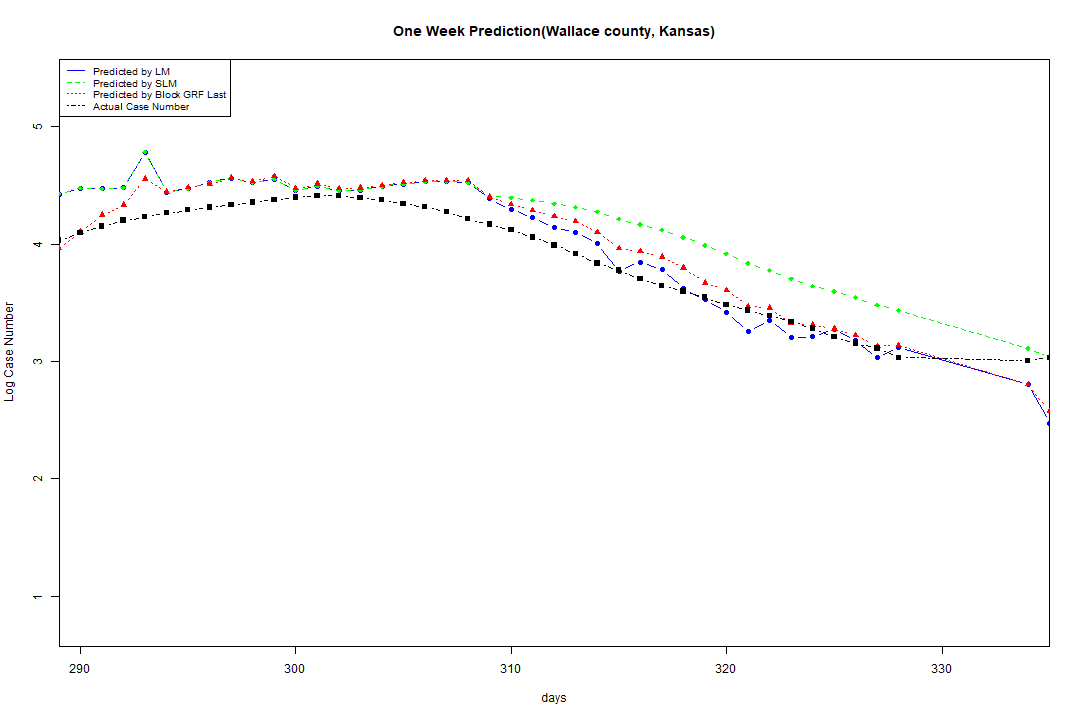 One Week Prediction(Wallace county, Kansas)
Predicted by LM
Predicted by SLM
Predicted by Block GRF Last
Actual Case Number
5
4
3
2
1
Log Case Number
290 300 310 320 330
days